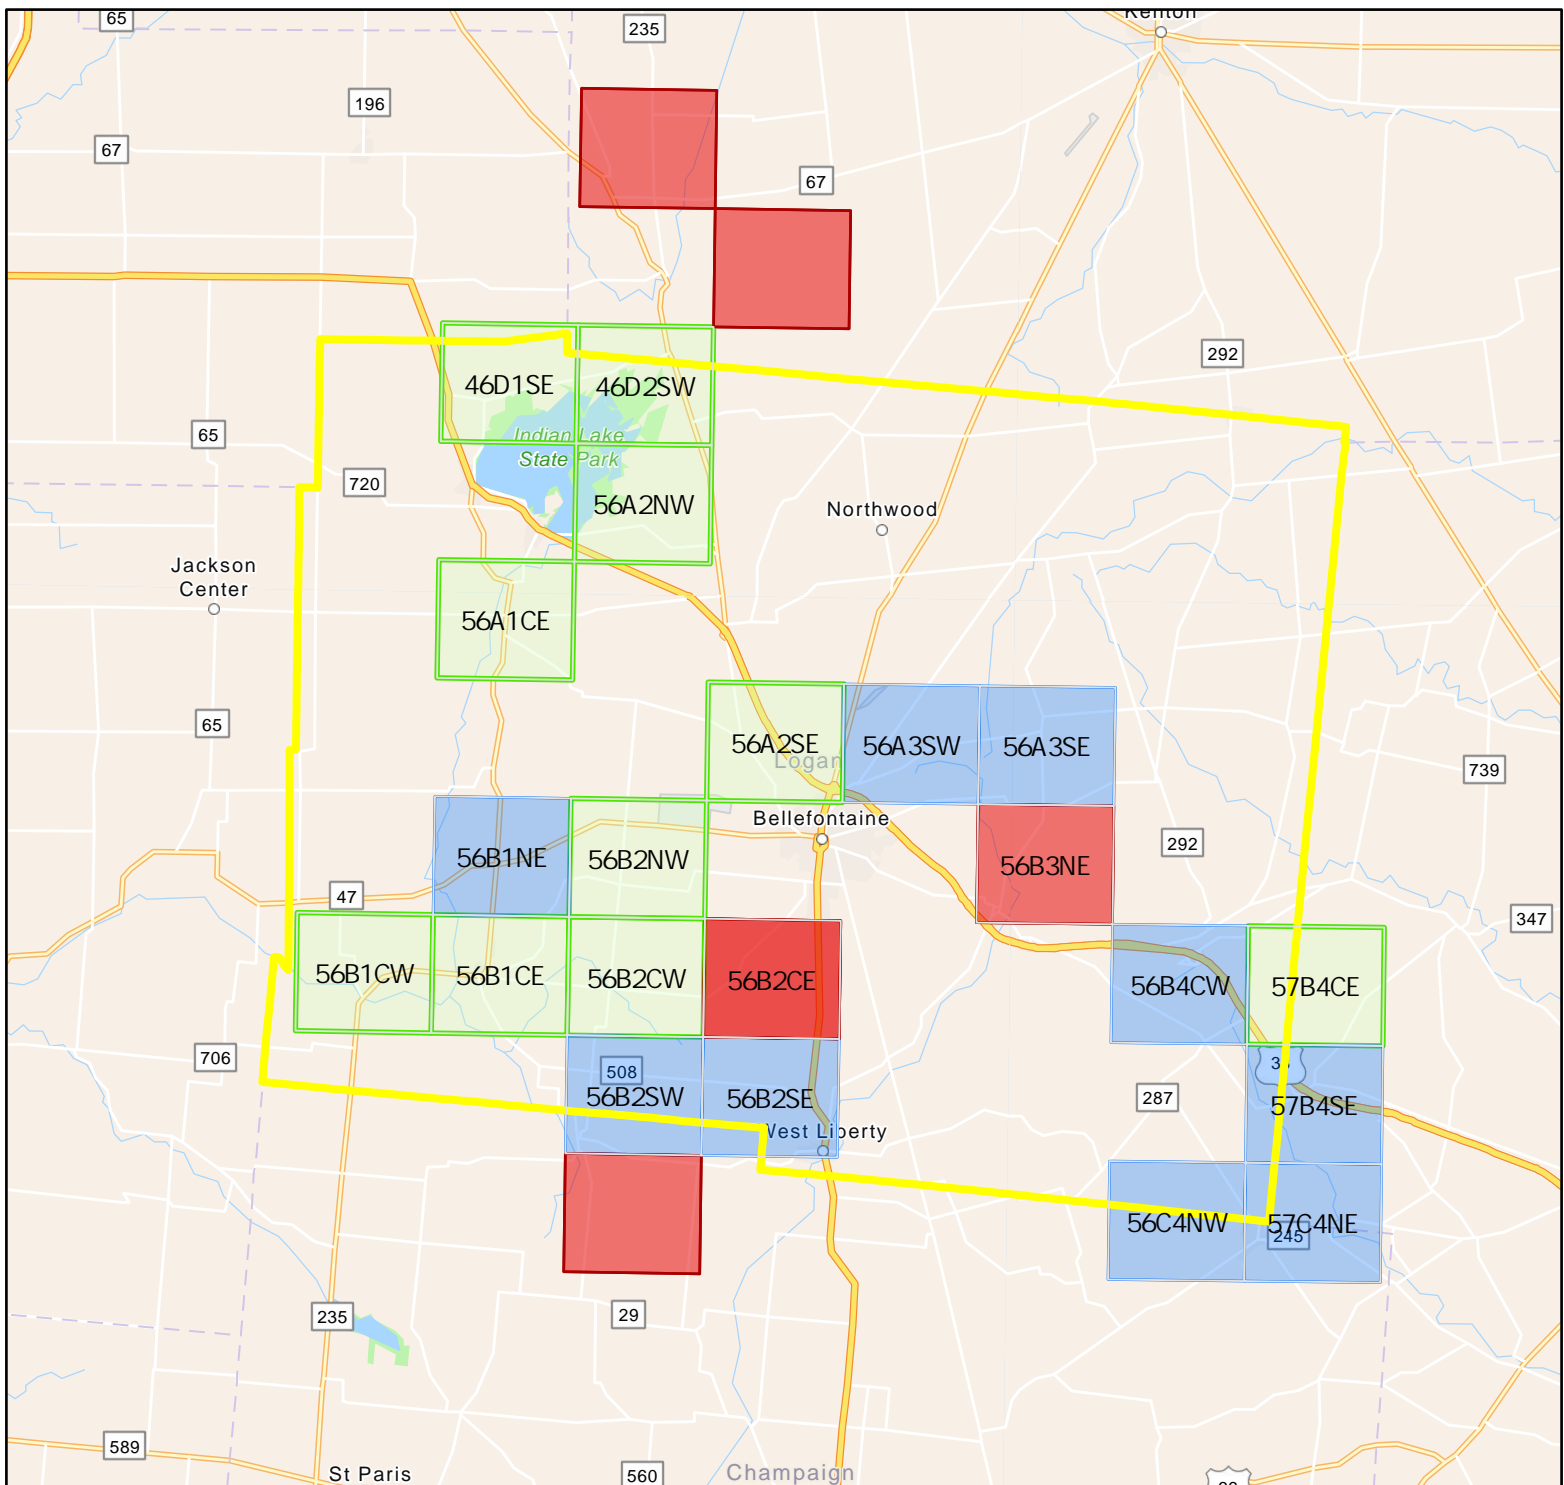 65
235
Kenton
196
67
67
292
46D1SE
46D2SW
65
Indian Lake
State Park
720
56A2NW
Northwood
Jackson
Center
56A1CE
65
56A2SE
56A3SW
56A3SE
Logan
739
Bellefontaine
292
56B1NE
56B2NW
56B3NE
47
347
56B1CW
56B1CE
56B2CW
56B2CE
56B4CW
57B4CE
706
508
56B2SW
56B2SE
287
57B4SE
West Liberty
56C4NW
57C4NE
245
235
29
589
St Paris
560
Champaign